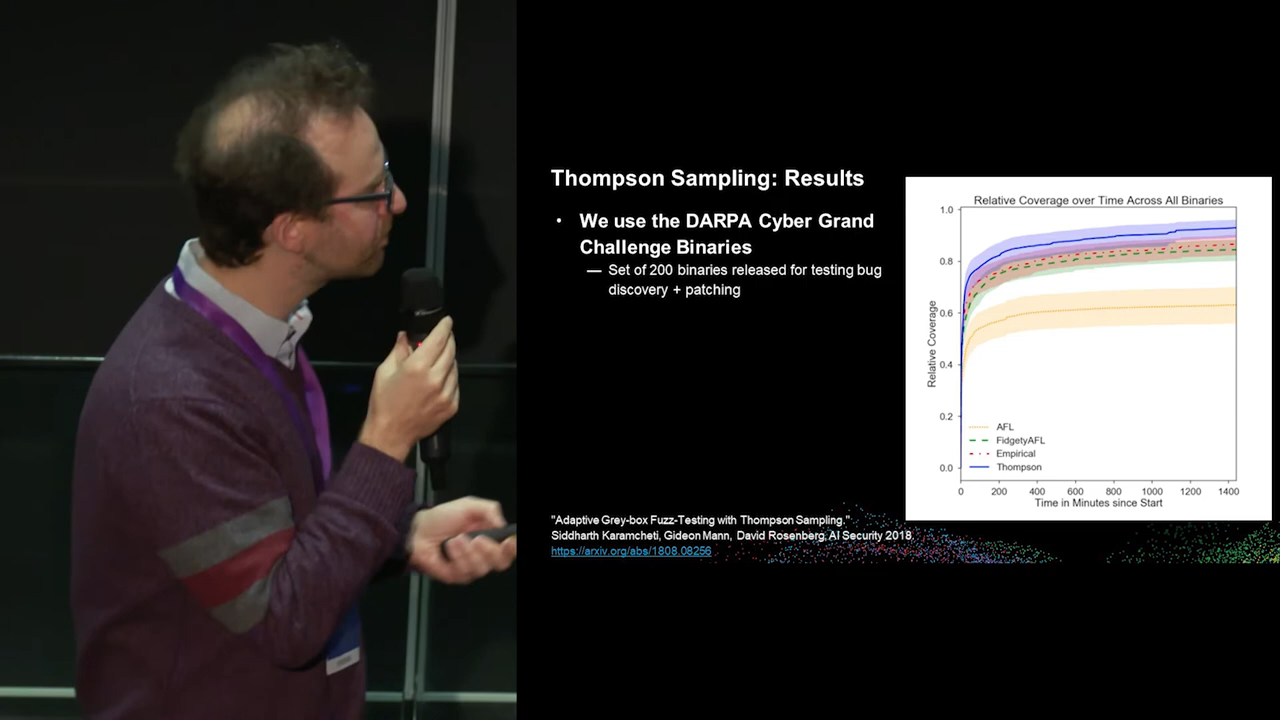 Thompson Sampling: Results
• We use the DARPA Cyber Grand
Challenge Binaries
— Set of 200 binaries released for testing bug
discovery + patching
"Adaptive Grey-box Fuzz-Testing with Thompson Sampling."
Siddharth Karamcheti, Gideon Mann, David Rosenberg, AI Security 2018.
https://arxiv.org/abs/1808.08256
Relative Coverage over Time Across All Binaries
1.0
0.8
0.6
0.4
0.2
0.0
Relative Coverage
AFL
FidgetyAFL
Empirical
Thompson
0 200 400 600 800 1000 1200 1400
Time in Minutes since Start